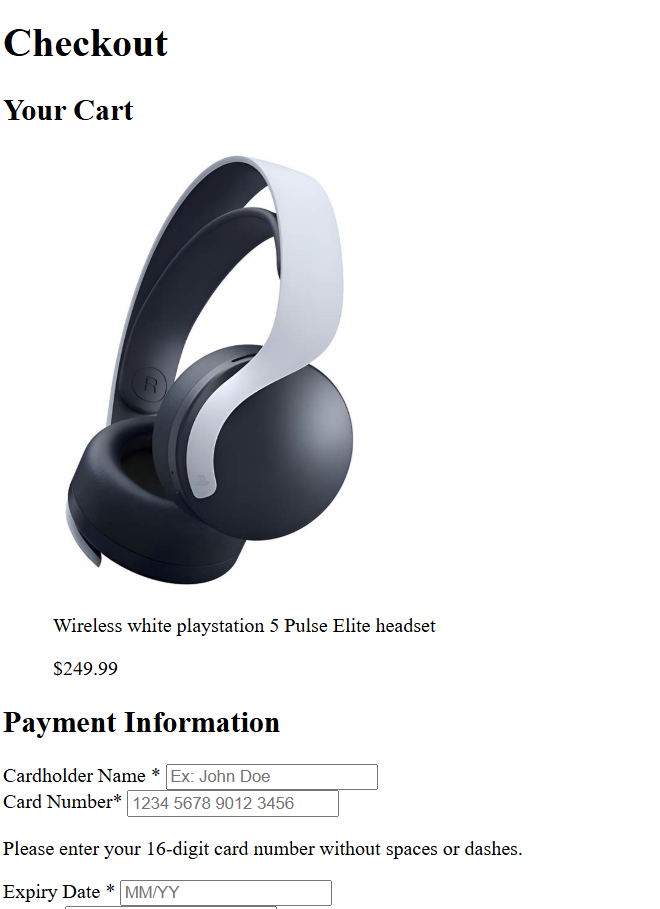 Checkout
Your Cart
R
Wireless white playstation 5 Pulse Elite headset
$249.99
Payment Information
Cardholder Name * Ex: John Doe
Card Number* 1234 5678 9012 3456
Please enter your 16-digit card number without spaces or dashes.
Expiry Date * MM/YY